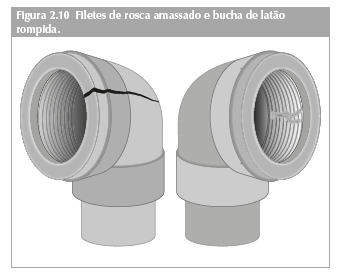 Figura 2.10 Filetes de rosca amassado e bucha de latão
rompida.